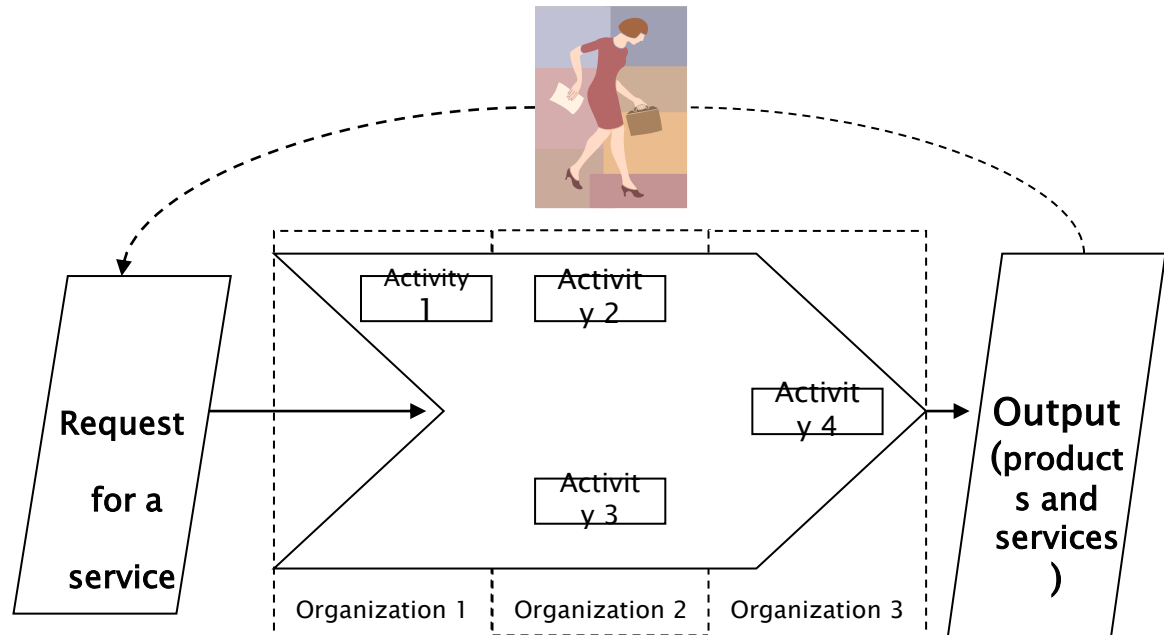 Request
for a
service
Activity
1
Activit
y 2
Activit
y 3
Activit
y 4
Organization 1
Organization 2
Organization 3
Output
(product
s and
services
)